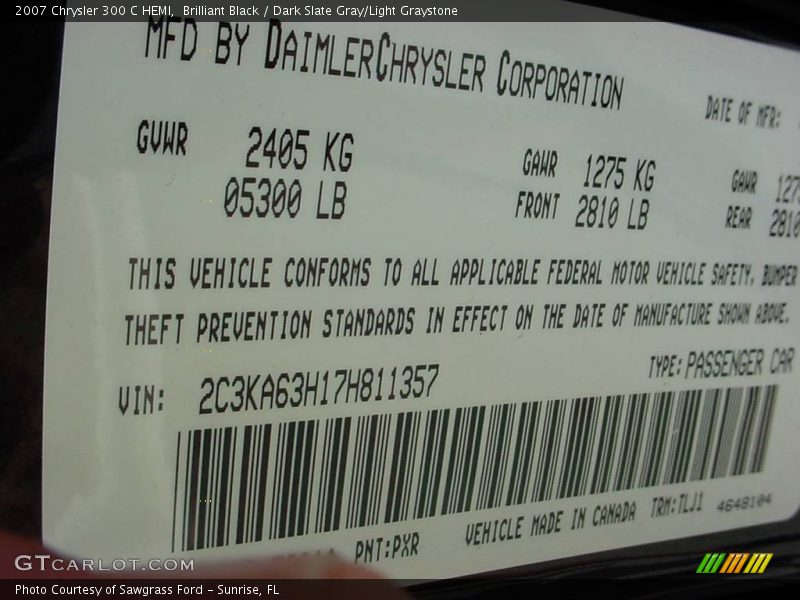 2007 Chrysler 300 C HEMI,  Brilliant Black / Dark Slate Gray/Light Graystone
MFD BY DAIMLERCHRYSLER CORPORATION
DATE OF MFR:
GVWR 2405 KG
05300 LB
GAWR 1275 KG
FRONT 2810 LB
GAWR 127
REAR 2810
THIS VEHICLE CONFORMS TO ALL APPLICABLE FEDERAL MOTOR VEHICLE SAFETY, BUMPER
THEFT PREVENTION STANDARDS IN EFFECT ON THE DATE OF MANUFACTURE SHOWN ABOVE.
VIN: 2C3KA63H17H811357
TYPE: PASSENGER CAR
PNT:PXR VEHICLE MADE IN CANADA TRM:TLJ1 4648104
GTCARLOT.COM
Photo Courtesy of Sawgrass Ford – Sunrise, FL